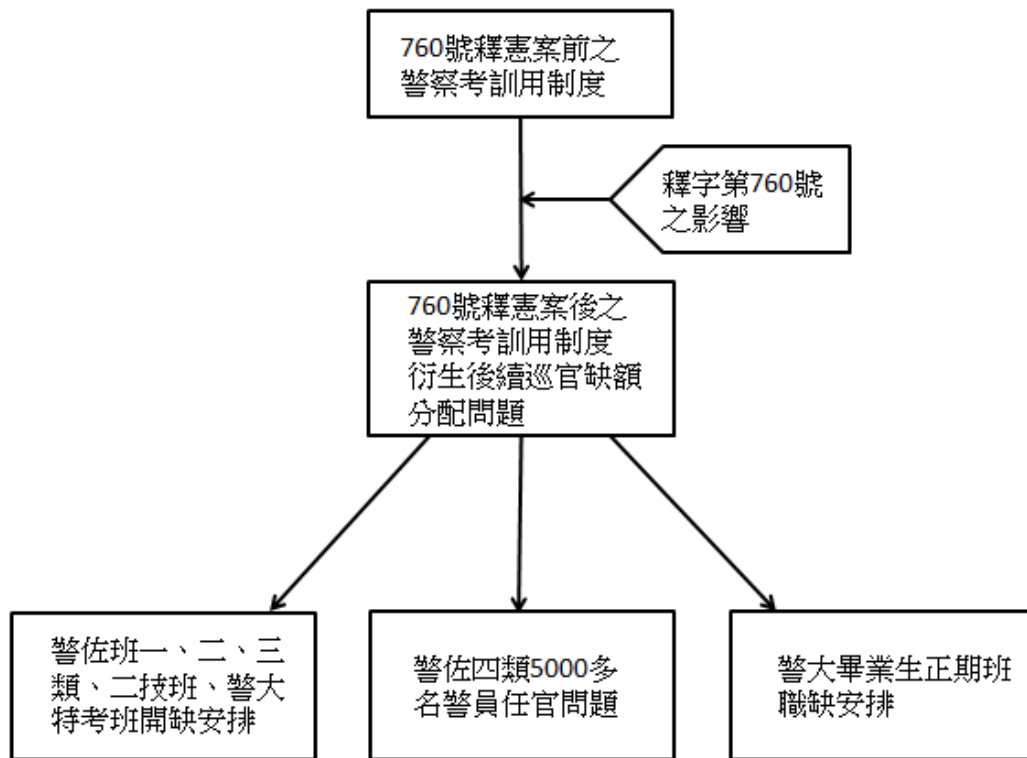 760號釋憲案前之
警察考訓用制度
釋字第760號
之影響
760號釋憲案後之
警察考訓用制度
衍生後續巡官缺額
分配問題
警佐班一、二、三
類、二技班、警大
特考班開缺安排
警佐四類5000多
名警員任官問題
警大畢業生正期班
職缺安排